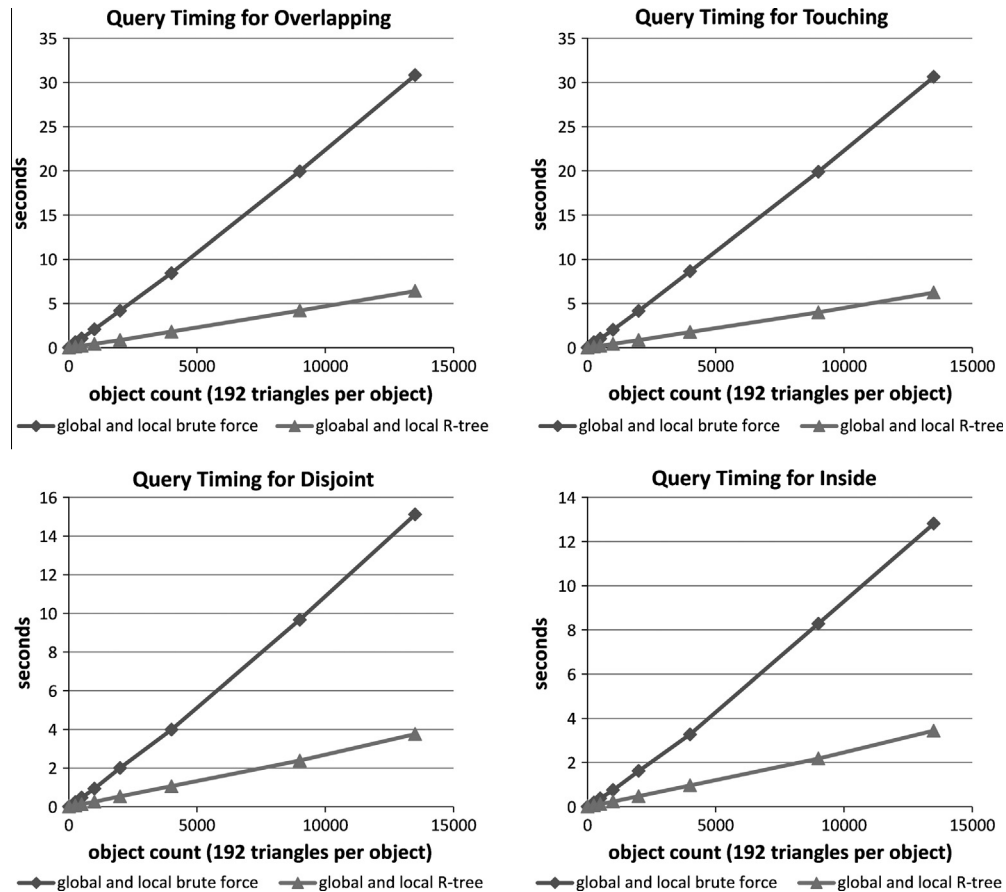 Query Timing for Overlapping
35
30
25
20
15
10
5
0
seconds
0 5000 10000 15000
object count (192 triangles per object)
global and local brute force gloabal and local R-tree
Query Timing for Touching
35
30
25
20
15
10
5
0
seconds
0 5000 10000 15000
object count (192 triangles per object)
global and local brute force global and local R-tree
Query Timing for Disjoint
16
14
12
10
8
6
4
2
0
seconds
0 5000 10000 15000
object count (192 triangles per object)
global and local brute force global and local R-tree
Query Timing for Inside
14
12
10
8
6
4
2
0
seconds
0 5000 10000 15000
object count (192 triangles per object)
global and local brute force global and local R-tree